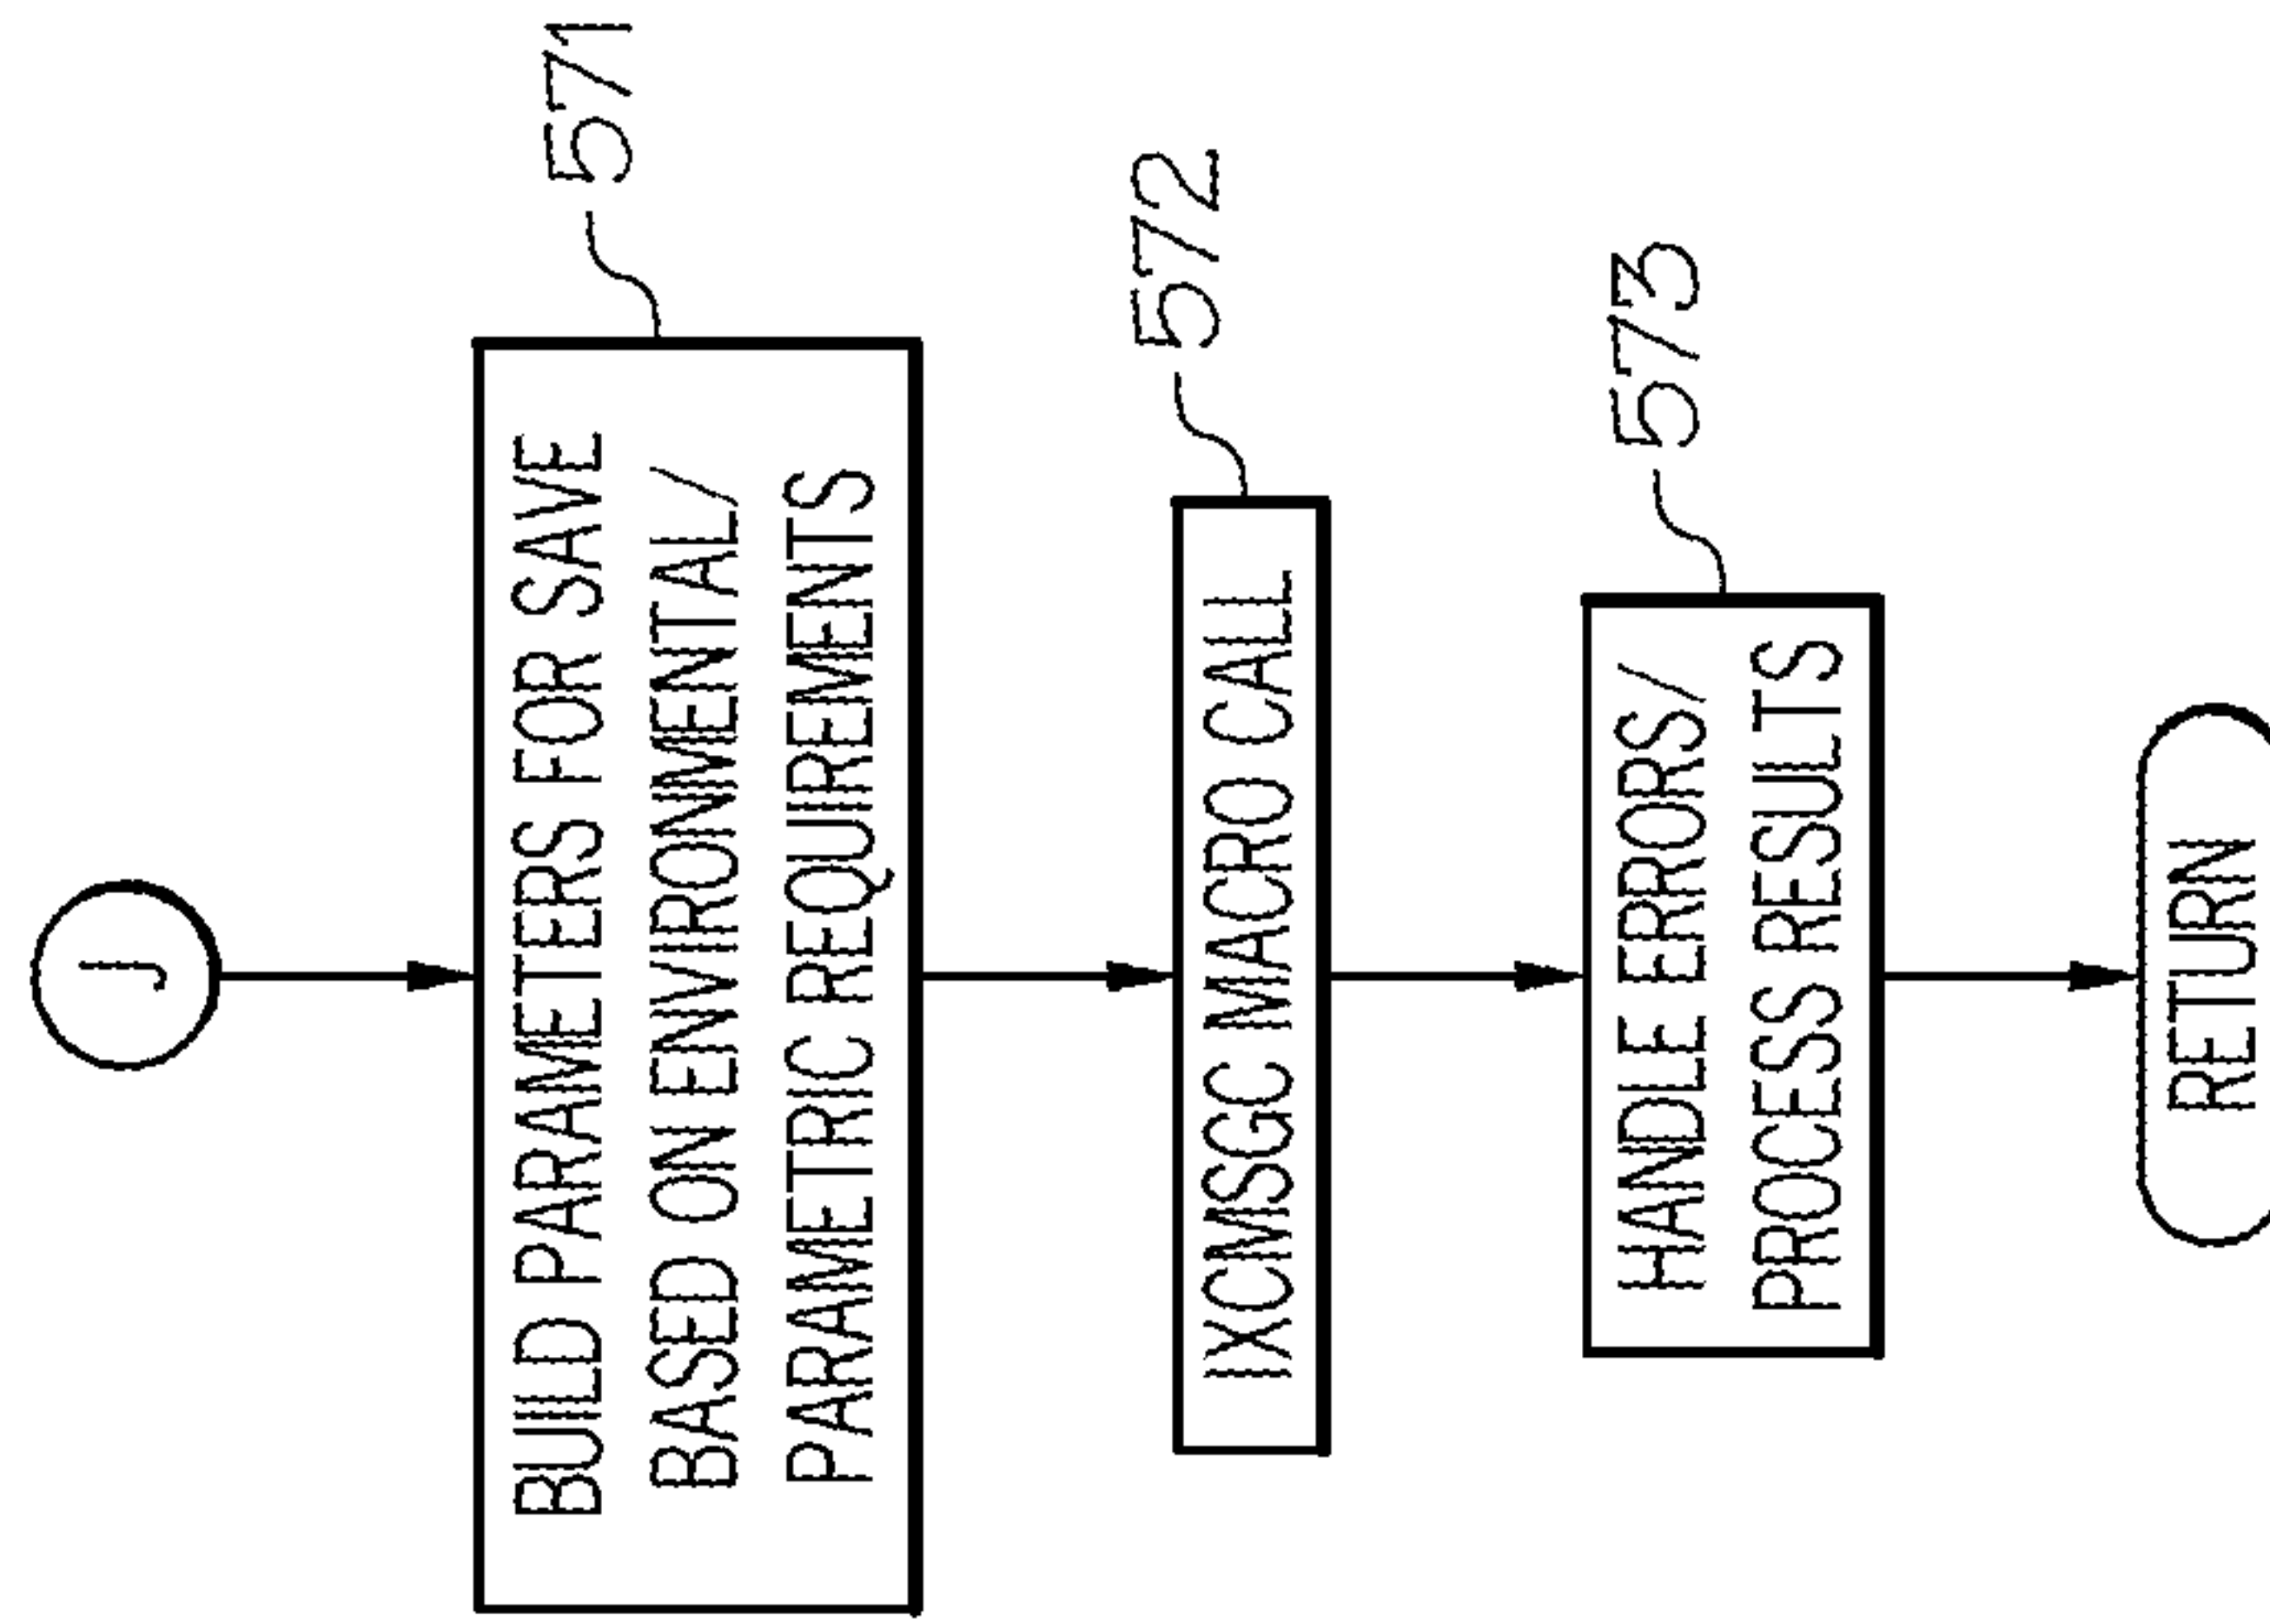 J
571
BUILD PARAMETERS FOR SAVE
BASED ON ENVIRONMENTAL/
PARAMETRIC REQUIREMENTS
572
IXCMSGC MACRO CALL
573
HANDLE ERRORS/
PROCESS RESULTS
RETURN